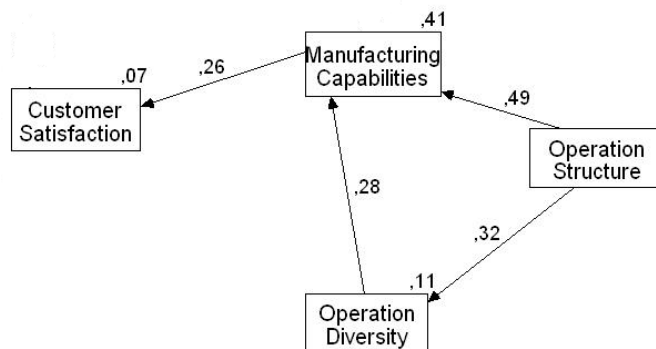 ,41
Manufacturing
Capabilities
,07
,26
Customer
Satisfaction
,49
Operation
Structure
,28
,32
,11
Operation
Diversity